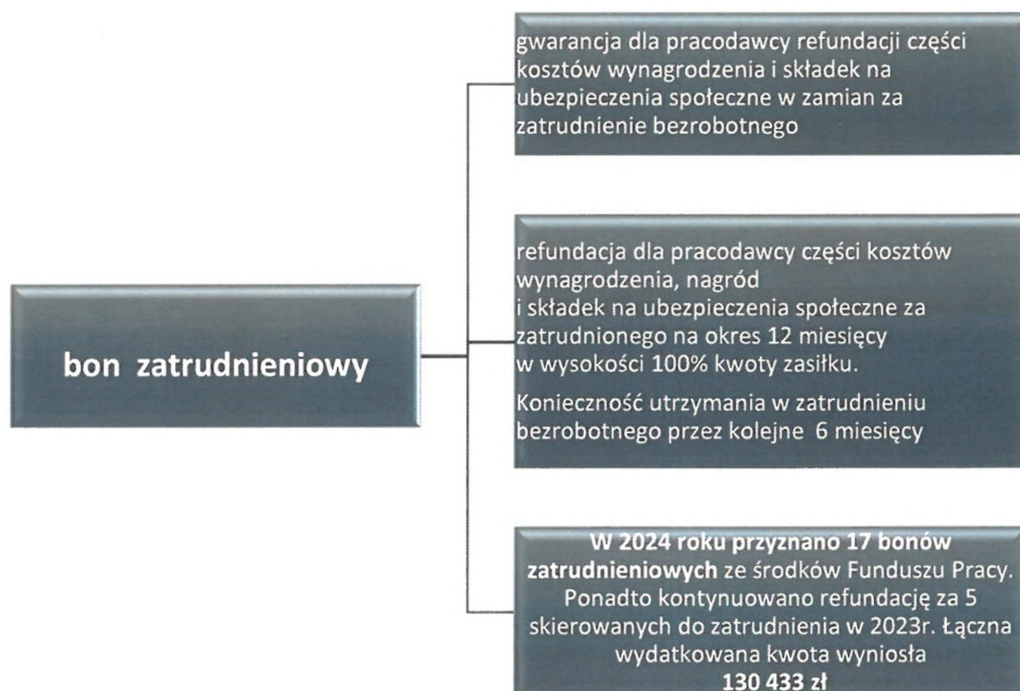 gwarancja dla pracodawcy refundacji części
kosztów wynagrodzenia i składek na
ubezpieczenia społeczne w zamian za
zatrudnienie bezrobotnego
bon zatrudnieniowy
refundacja dla pracodawcy części kosztów
wynagrodzenia, nagród
i składek na ubezpieczenia społeczne za
zatrudnionego na okres 12 miesięcy
w wysokości 100% kwoty zasiłku.
Konieczność utrzymania w zatrudnieniu
bezrobotnego przez kolejne 6 miesięcy
W 2024 roku przyznano 17 bonów
zatrudnieniowych ze środków Funduszu Pracy.
Ponadto kontynuowano refundację za 5
skierowanych do zatrudnienia w 2023r. Łączna
wydatkowana kwota wyniosła
130 433 zł